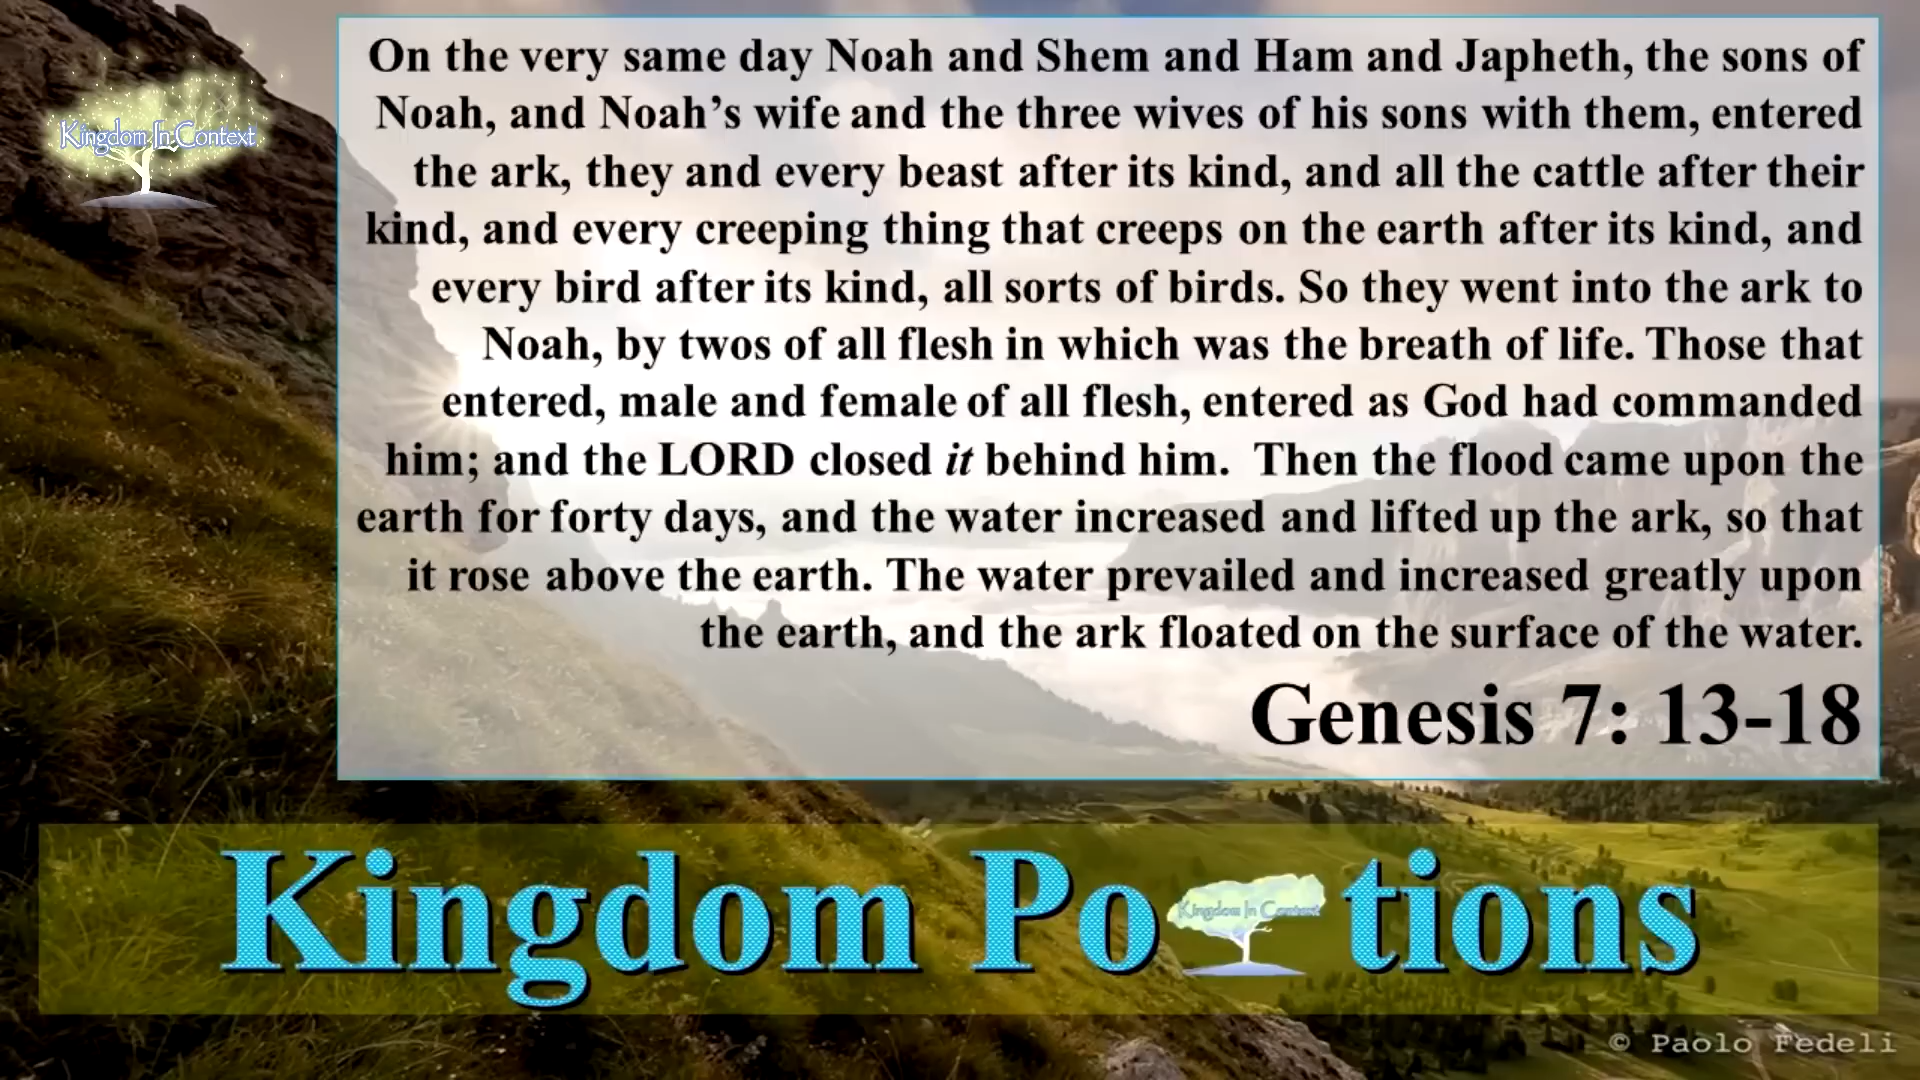 Kingdom In Context
On the very same day Noah and Shem and Ham and Japheth, the sons of
Noah, and Noah’s wife and the three wives of his sons with them, entered
the ark, they and every beast after its kind, and all the cattle after their
kind, and every creeping thing that creeps on the earth after its kind, and
every bird after its kind, all sorts of birds. So they went into the ark to
Noah, by twos of all flesh in which was the breath of life. Those that
entered, male and female of all flesh, entered as God had commanded
him; and the LORD closed it behind him. Then the flood came upon the
earth for forty days, and the water increased and lifted up the ark, so that
it rose above the earth. The water prevailed and increased greatly upon
the earth, and the ark floated on the surface of the water.
Genesis 7: 13-18
Kingdom Po tions
Kingdom In Context
© Paolo Fedeli